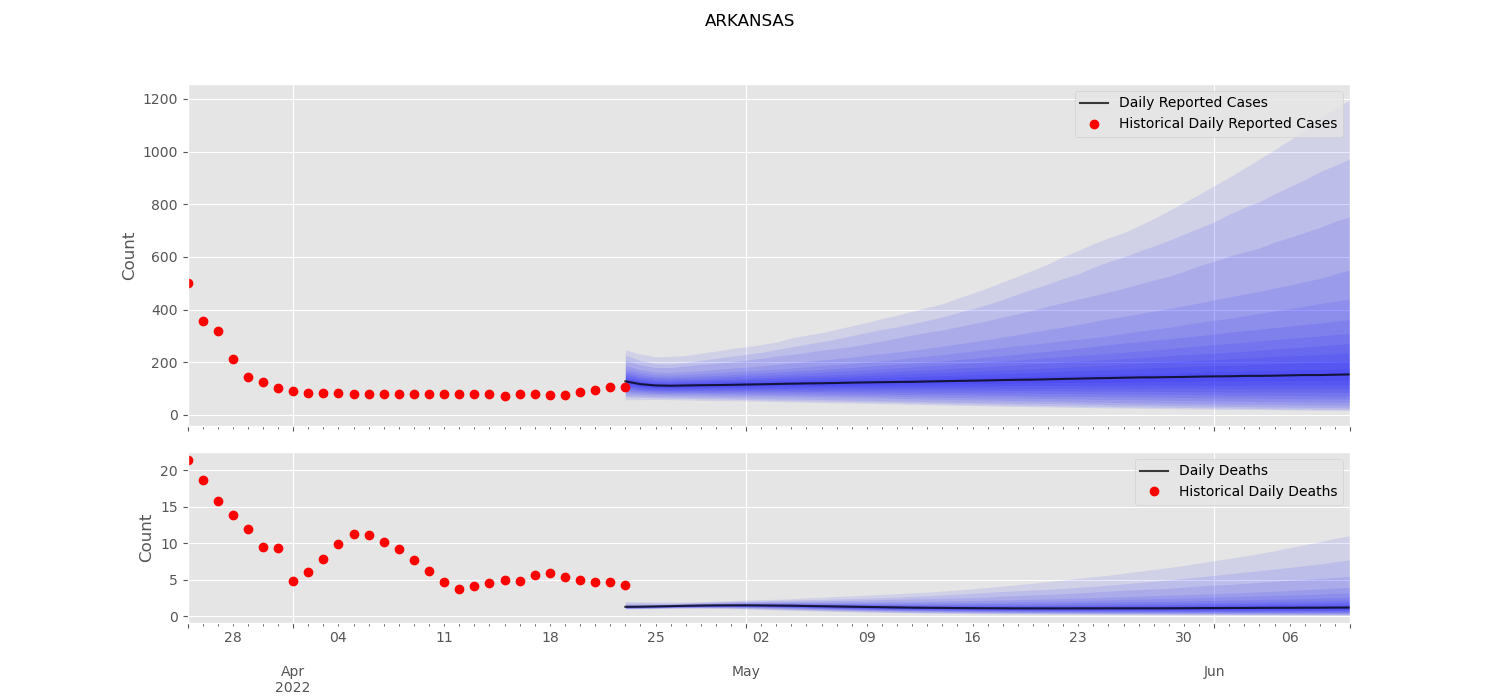 ARKANSAS
1200
1000
800
600
400
200
0
Count
Daily Reported Cases
Historical Daily Reported Cases
20
15
10
5
0
Count
Daily Deaths
Historical Daily Deaths
28 04 11 18 25 02 09 16 23 30 06
Apr May Jun
2022